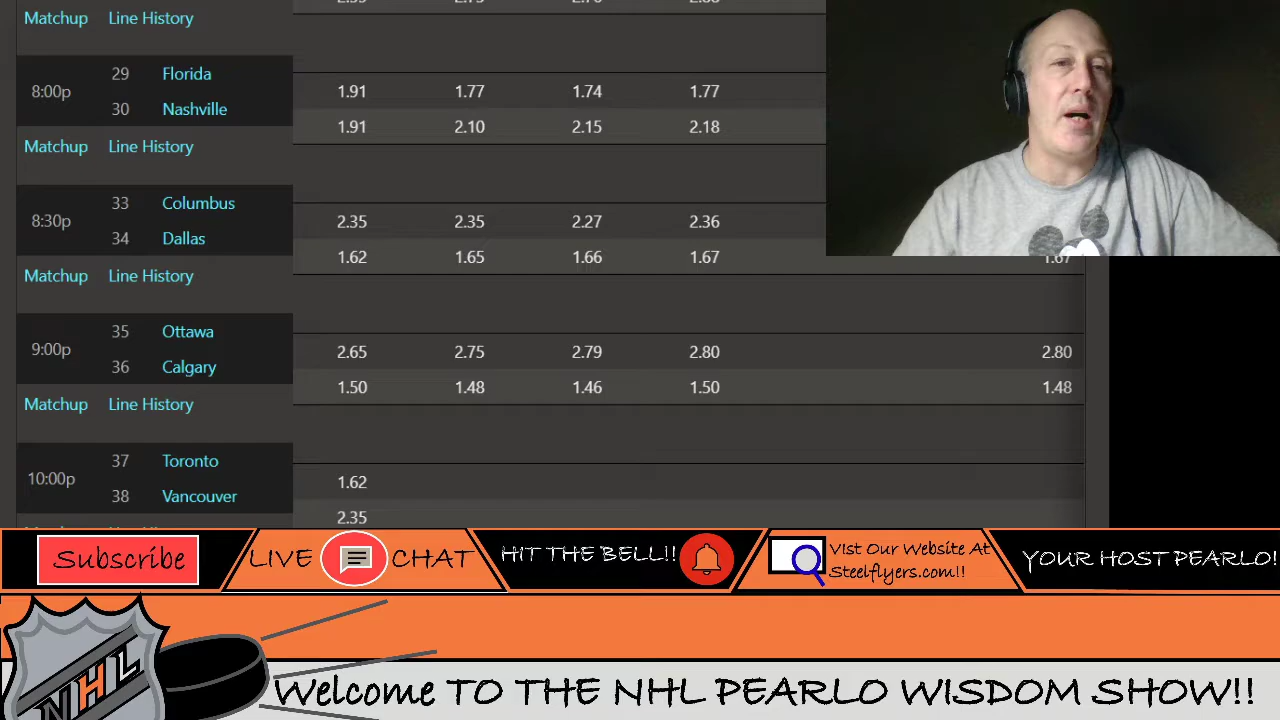 Matchup Line History
8:00p 29 Florida 1.91 1.77 1.74 1.77
30 Nashville 1.91 2.10 2.15 2.18
Matchup Line History
8:30p 33 Columbus 2.35 2.35 2.27 2.36
34 Dallas 1.62 1.65 1.66 1.67 1.67
Matchup Line History
9:00p 35 Ottawa 2.65 2.75 2.79 2.80 2.80
36 Calgary 1.50 1.48 1.46 1.50 1.48
Matchup Line History
10:00p 37 Toronto 1.62
38 Vancouver 2.35
Subscribe
LIVE CHAT
HIT THE BELL!!
VIst Our Website At
Steelflyers.com!!
YOUR HOST PEARLO!
NHL
Welcome TO THE NHL PEARLO WISDOM SHOW!!